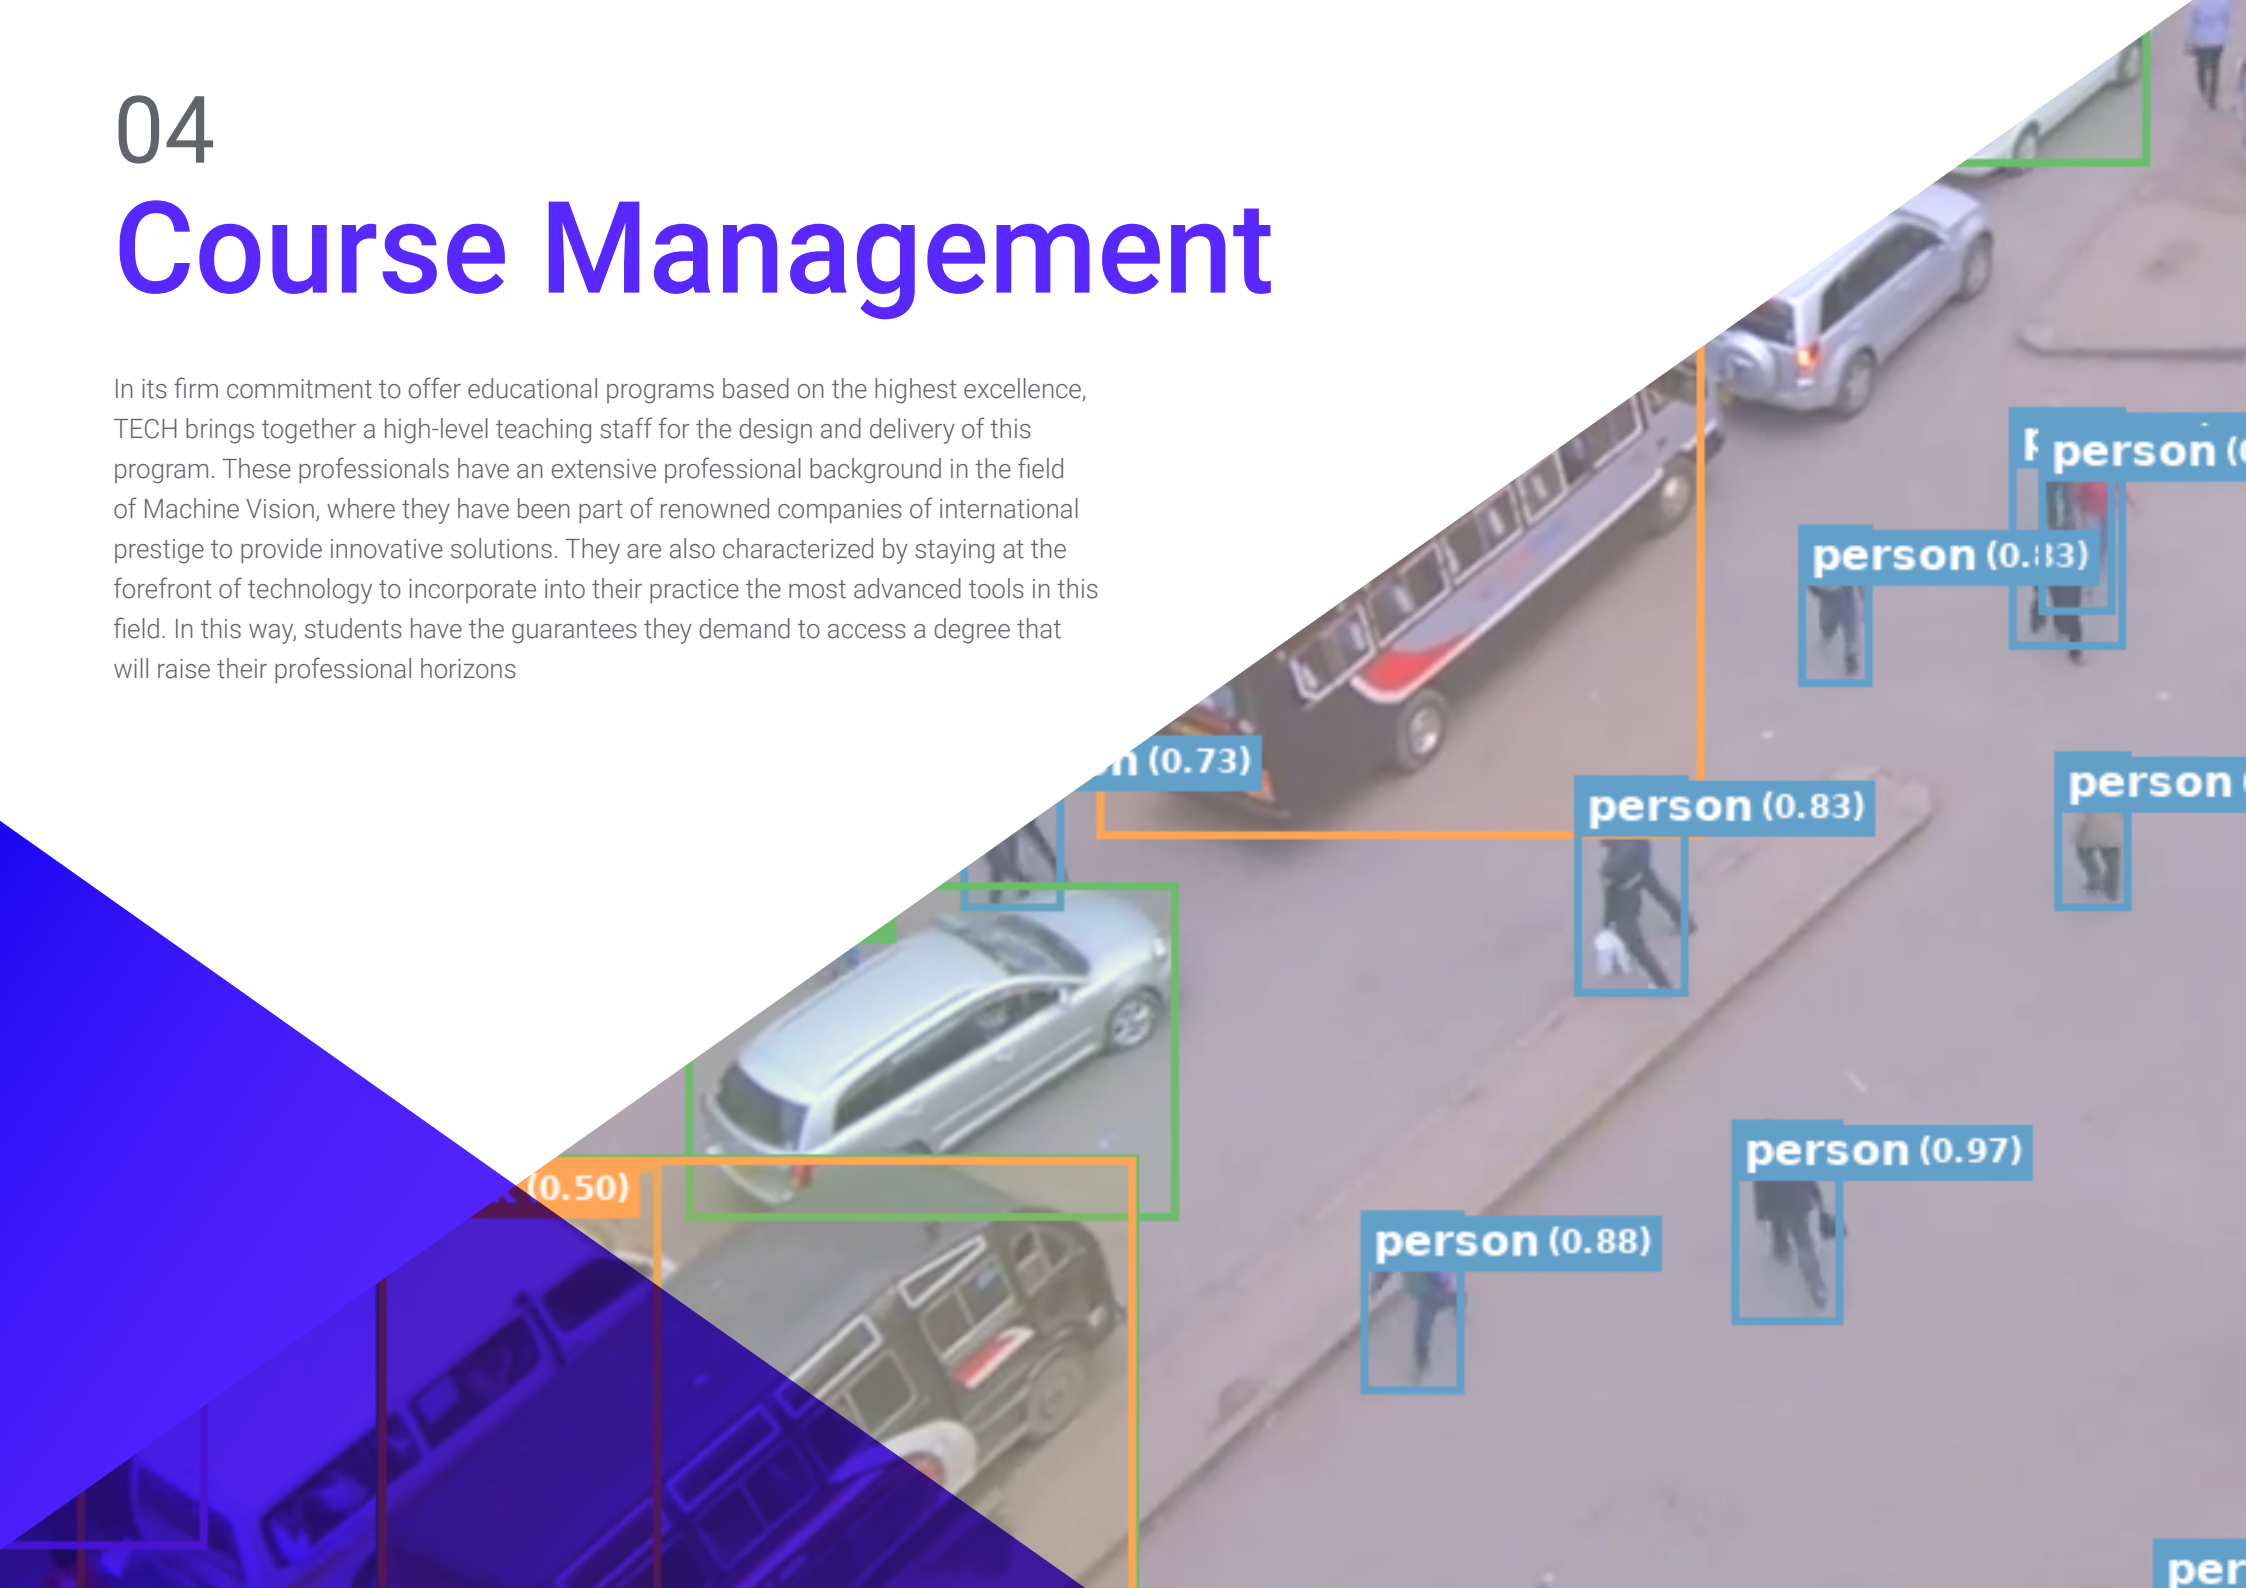 04
Course Management
In its firm commitment to offer educational programs based on the highest excellence,
TECH brings together a high-level teaching staff for the design and delivery of this
program. These professionals have an extensive professional background in the field
of Machine Vision, where they have been part of renowned companies of international
prestige to provide innovative solutions. They are also characterized by staying at the
forefront of technology to incorporate into their practice the most advanced tools in this
field. In this way, students have the guarantees they demand to access a degree that
will raise their professional horizons
person
person (0.83)
(0.73)
person
person (0.83)
person (0.97)
(0.50)
person (0.88)